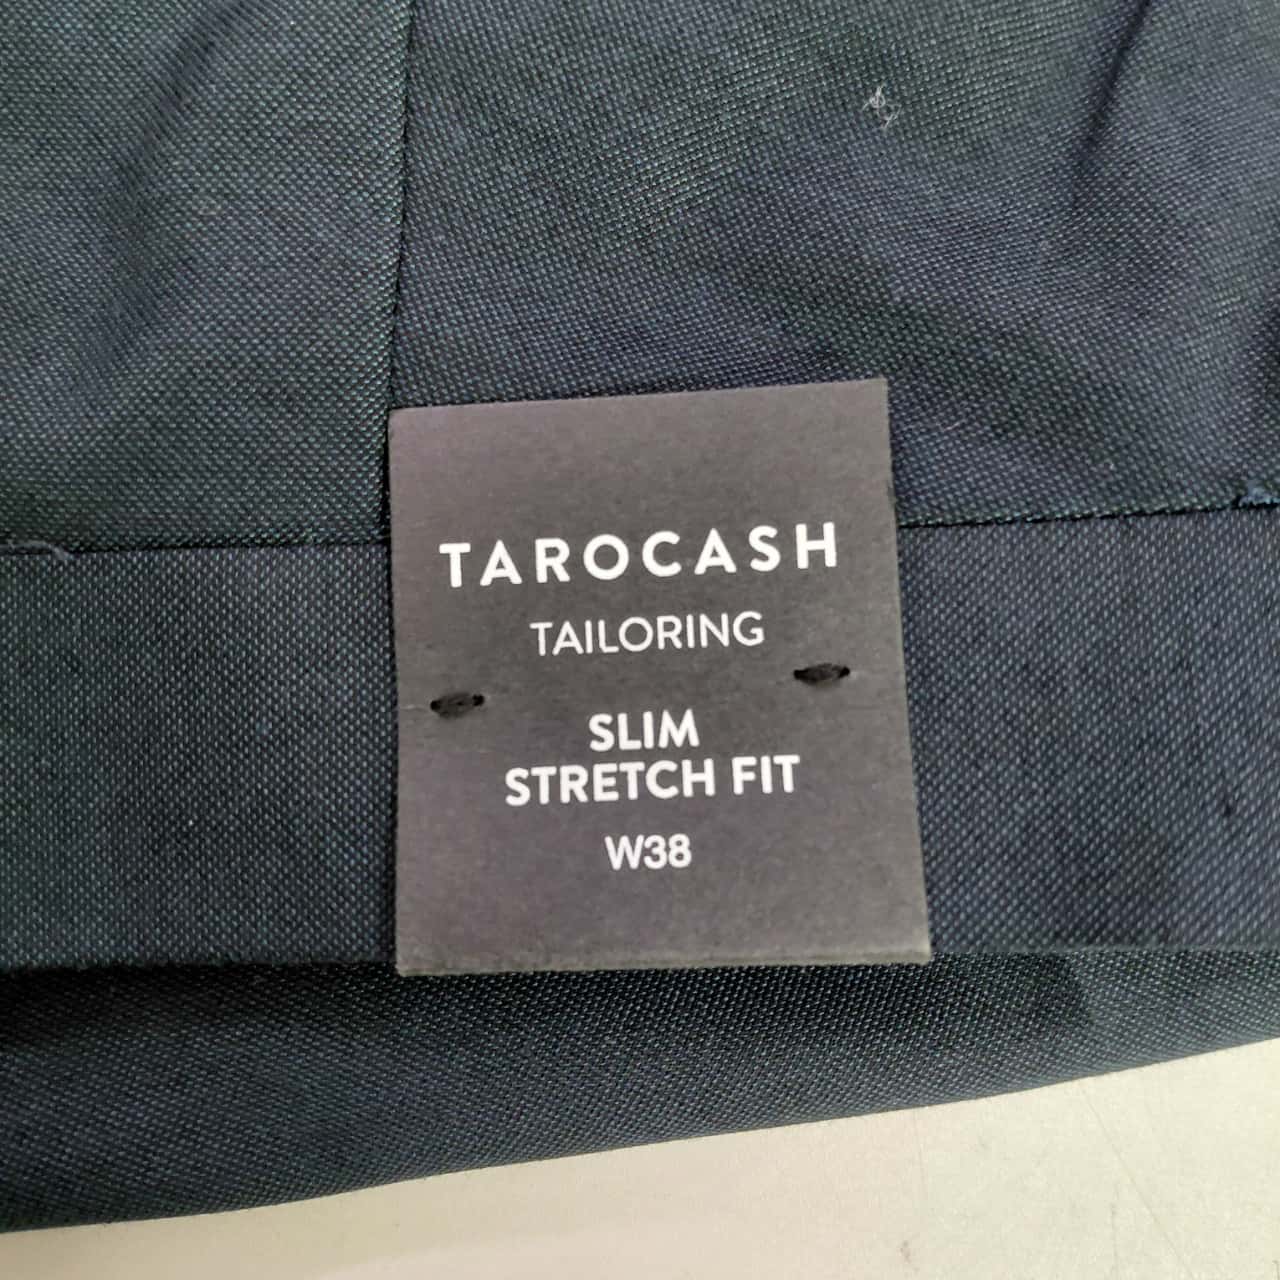 TAROCASH
TAILORING
SLIM
STRETCH FIT
W38